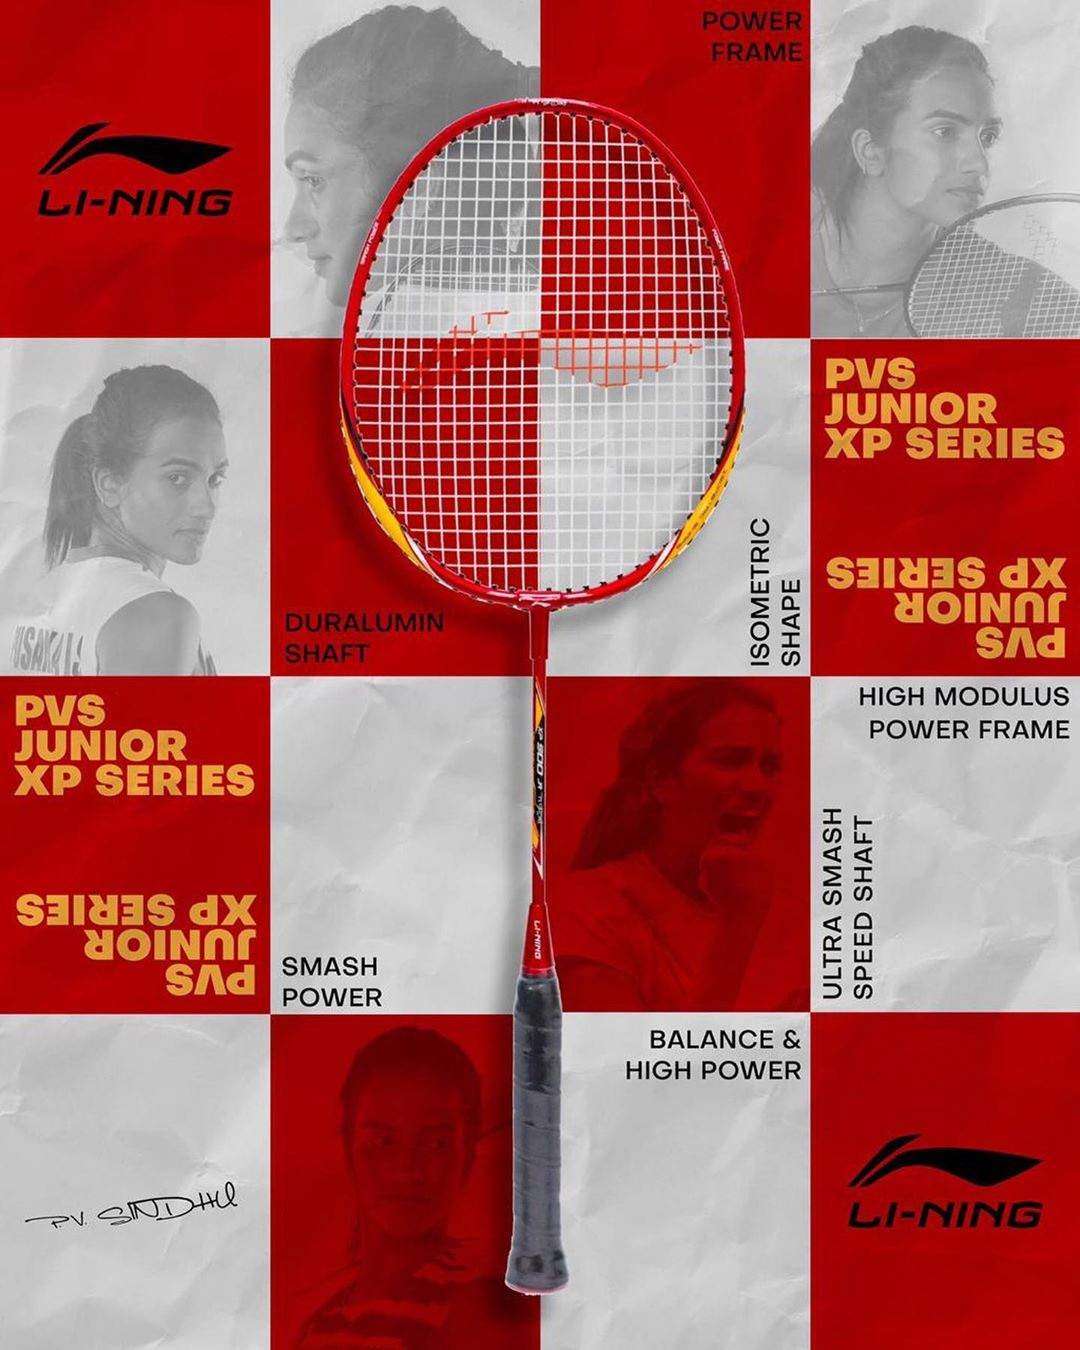 POWER
FRAME
LI-NING
PVS
JUNIOR
XP SERIES
PVS
JUNIOR
XP SERIES
ISOMETRIC
SHAPE
DURALUMIN
SHAFT
PVS
JUNIOR
XP SERIES
PVS
JUNIOR
XP SERIES
HIGH MODULUS
POWER FRAME
XP 900
LI-NING
ULTRA SMASH
SPEED SHAFT
SMASH
POWER
BALANCE &
HIGH POWER
P.V. SINDHU
LI-NING